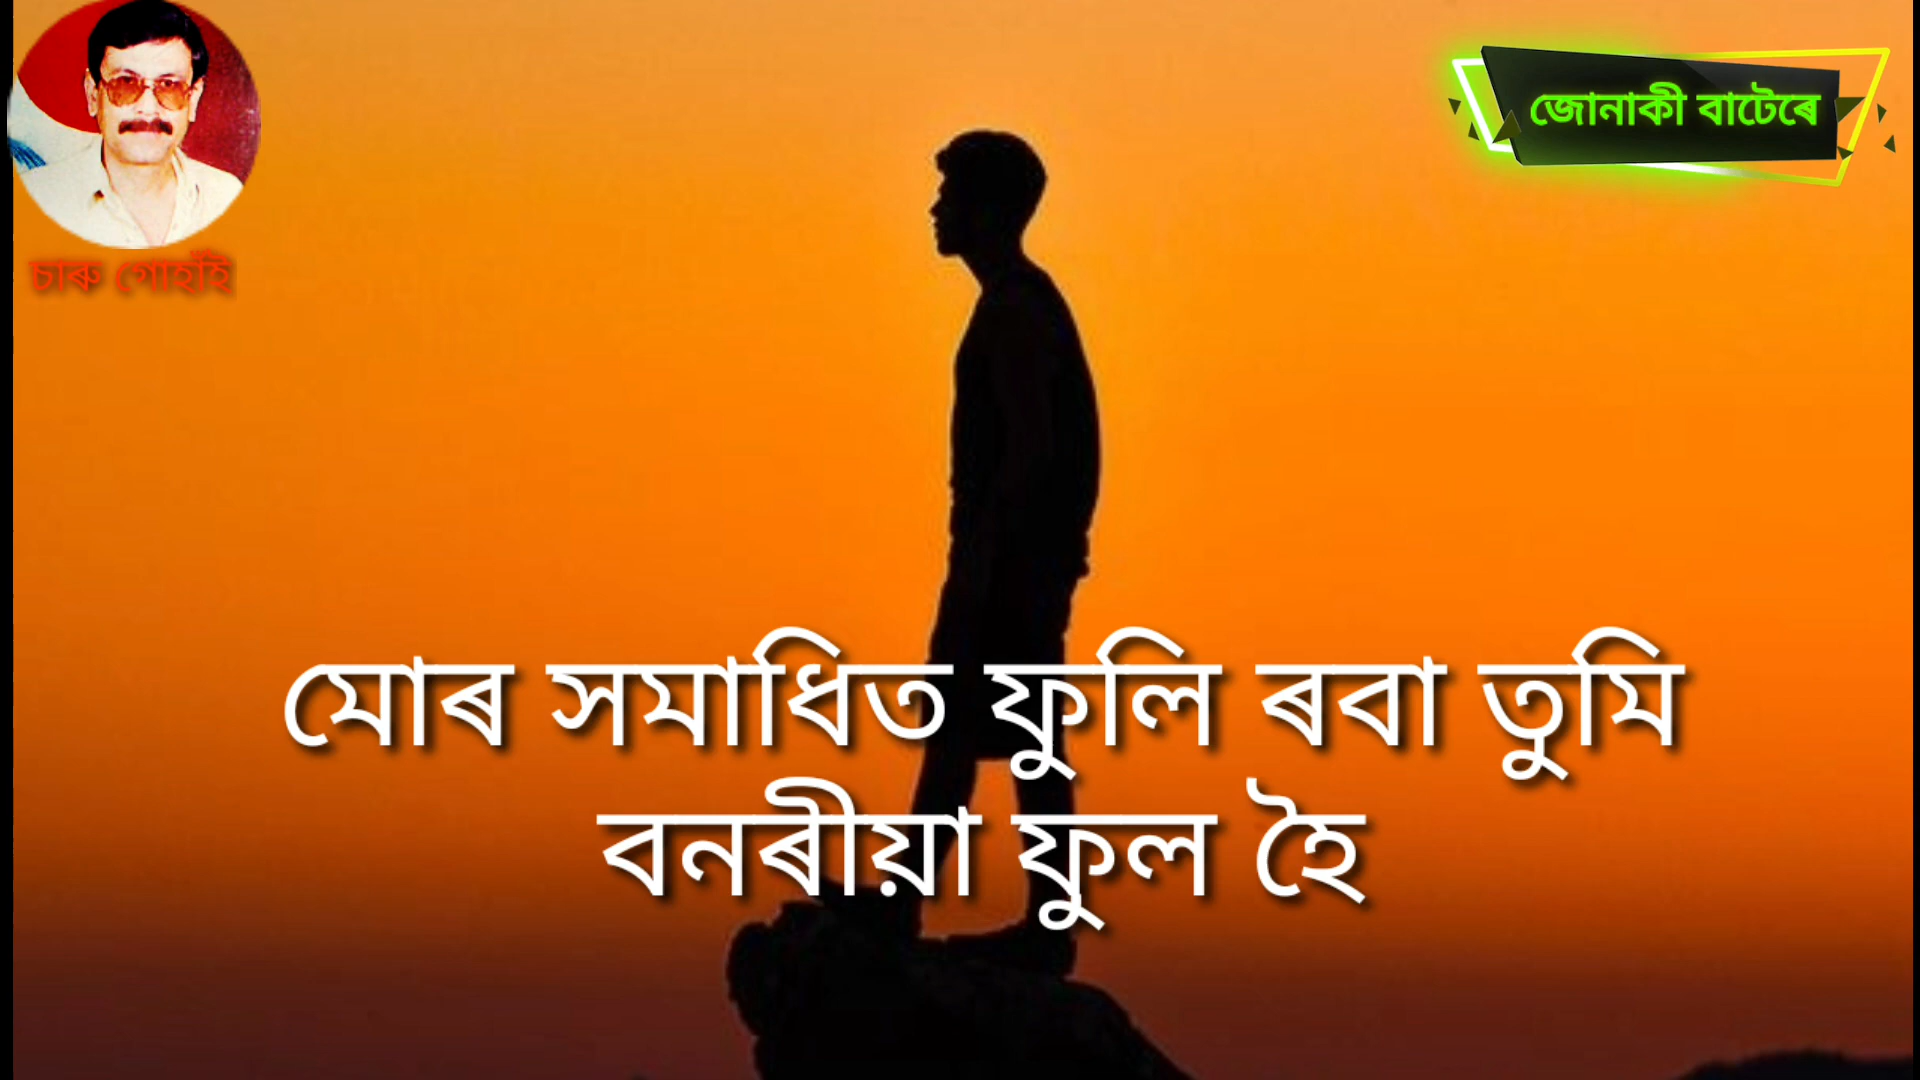 জোনাকী বাটেৰে
চাৰু গোহাঁই
মোৰ সমাধিত ফুলি ৰবা তুমি
বনৰীয়া ফুল হৈ